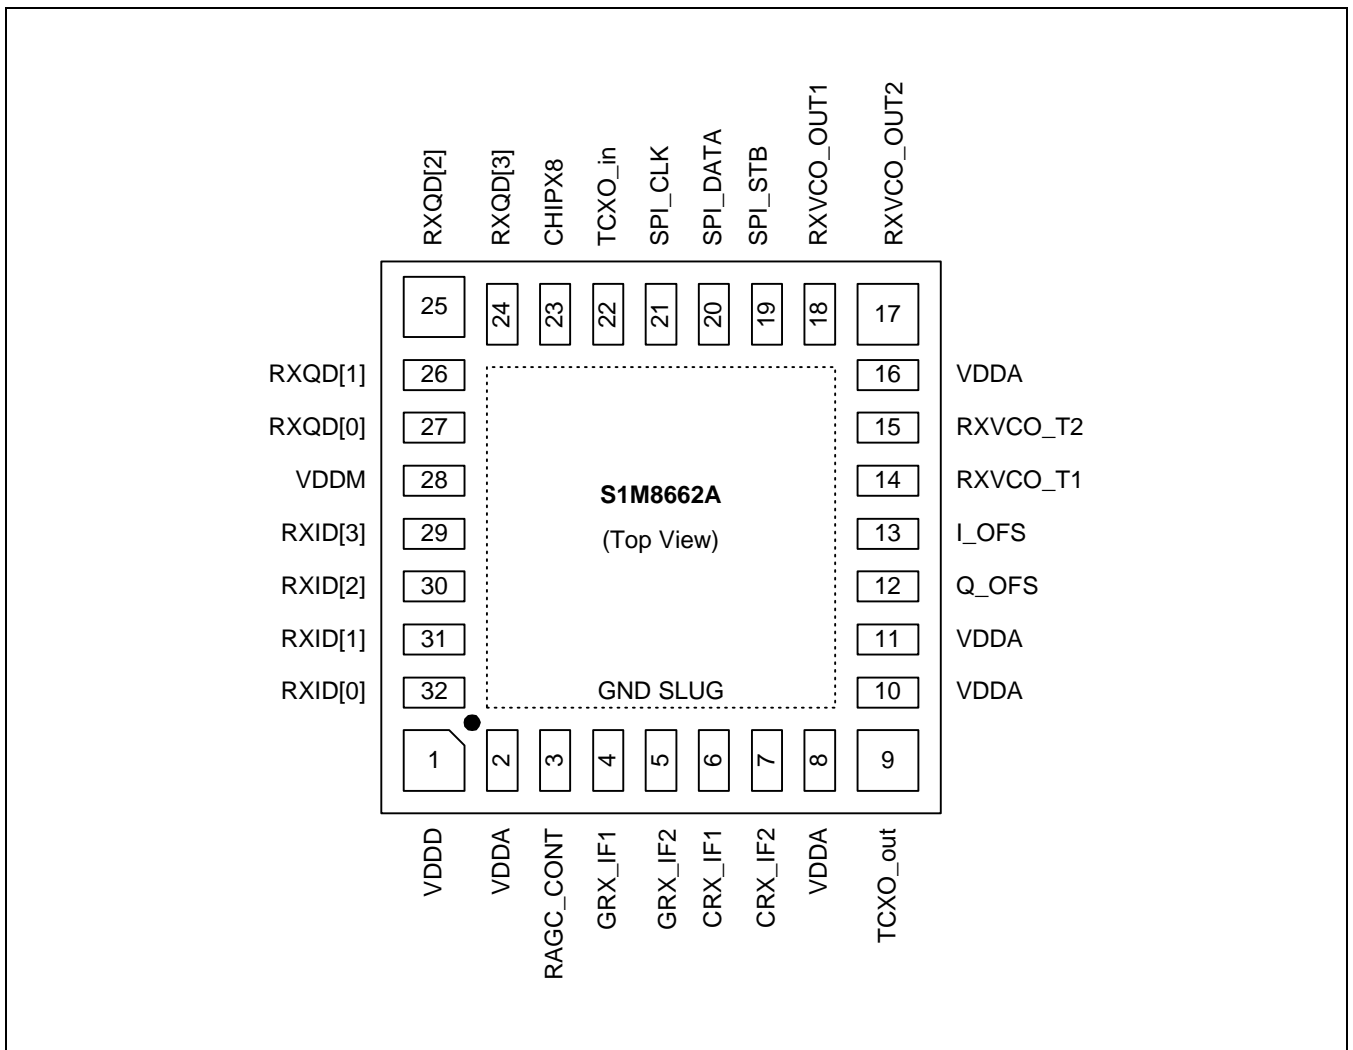 RXQD[2]
RXQD[3]
CHIPX8
TCXO_in
SPI_CLK
SPI_DATA
SPI_STB
RXVCO_OUT1
RXVCO_OUT2
25
24
23
22
21
20
19
18
17
RXQD[1]
26
16
VDDA
RXQD[0]
27
15
RXVCO_T2
VDDM
28
14
RXVCO_T1
S1M8662A
RXID[3]
29
(Top View)
13
I_OFS
RXID[2]
30
12
Q_OFS
RXID[1]
31
11
VDDA
RXID[0]
32
GND SLUG
10
VDDA
1
2
3
4
5
6
7
8
9
VDDD
VDDA
RAGC_CONT
GRX_IF1
GRX_IF2
CRX_IF1
CRX_IF2
VDDA
TCXO_out